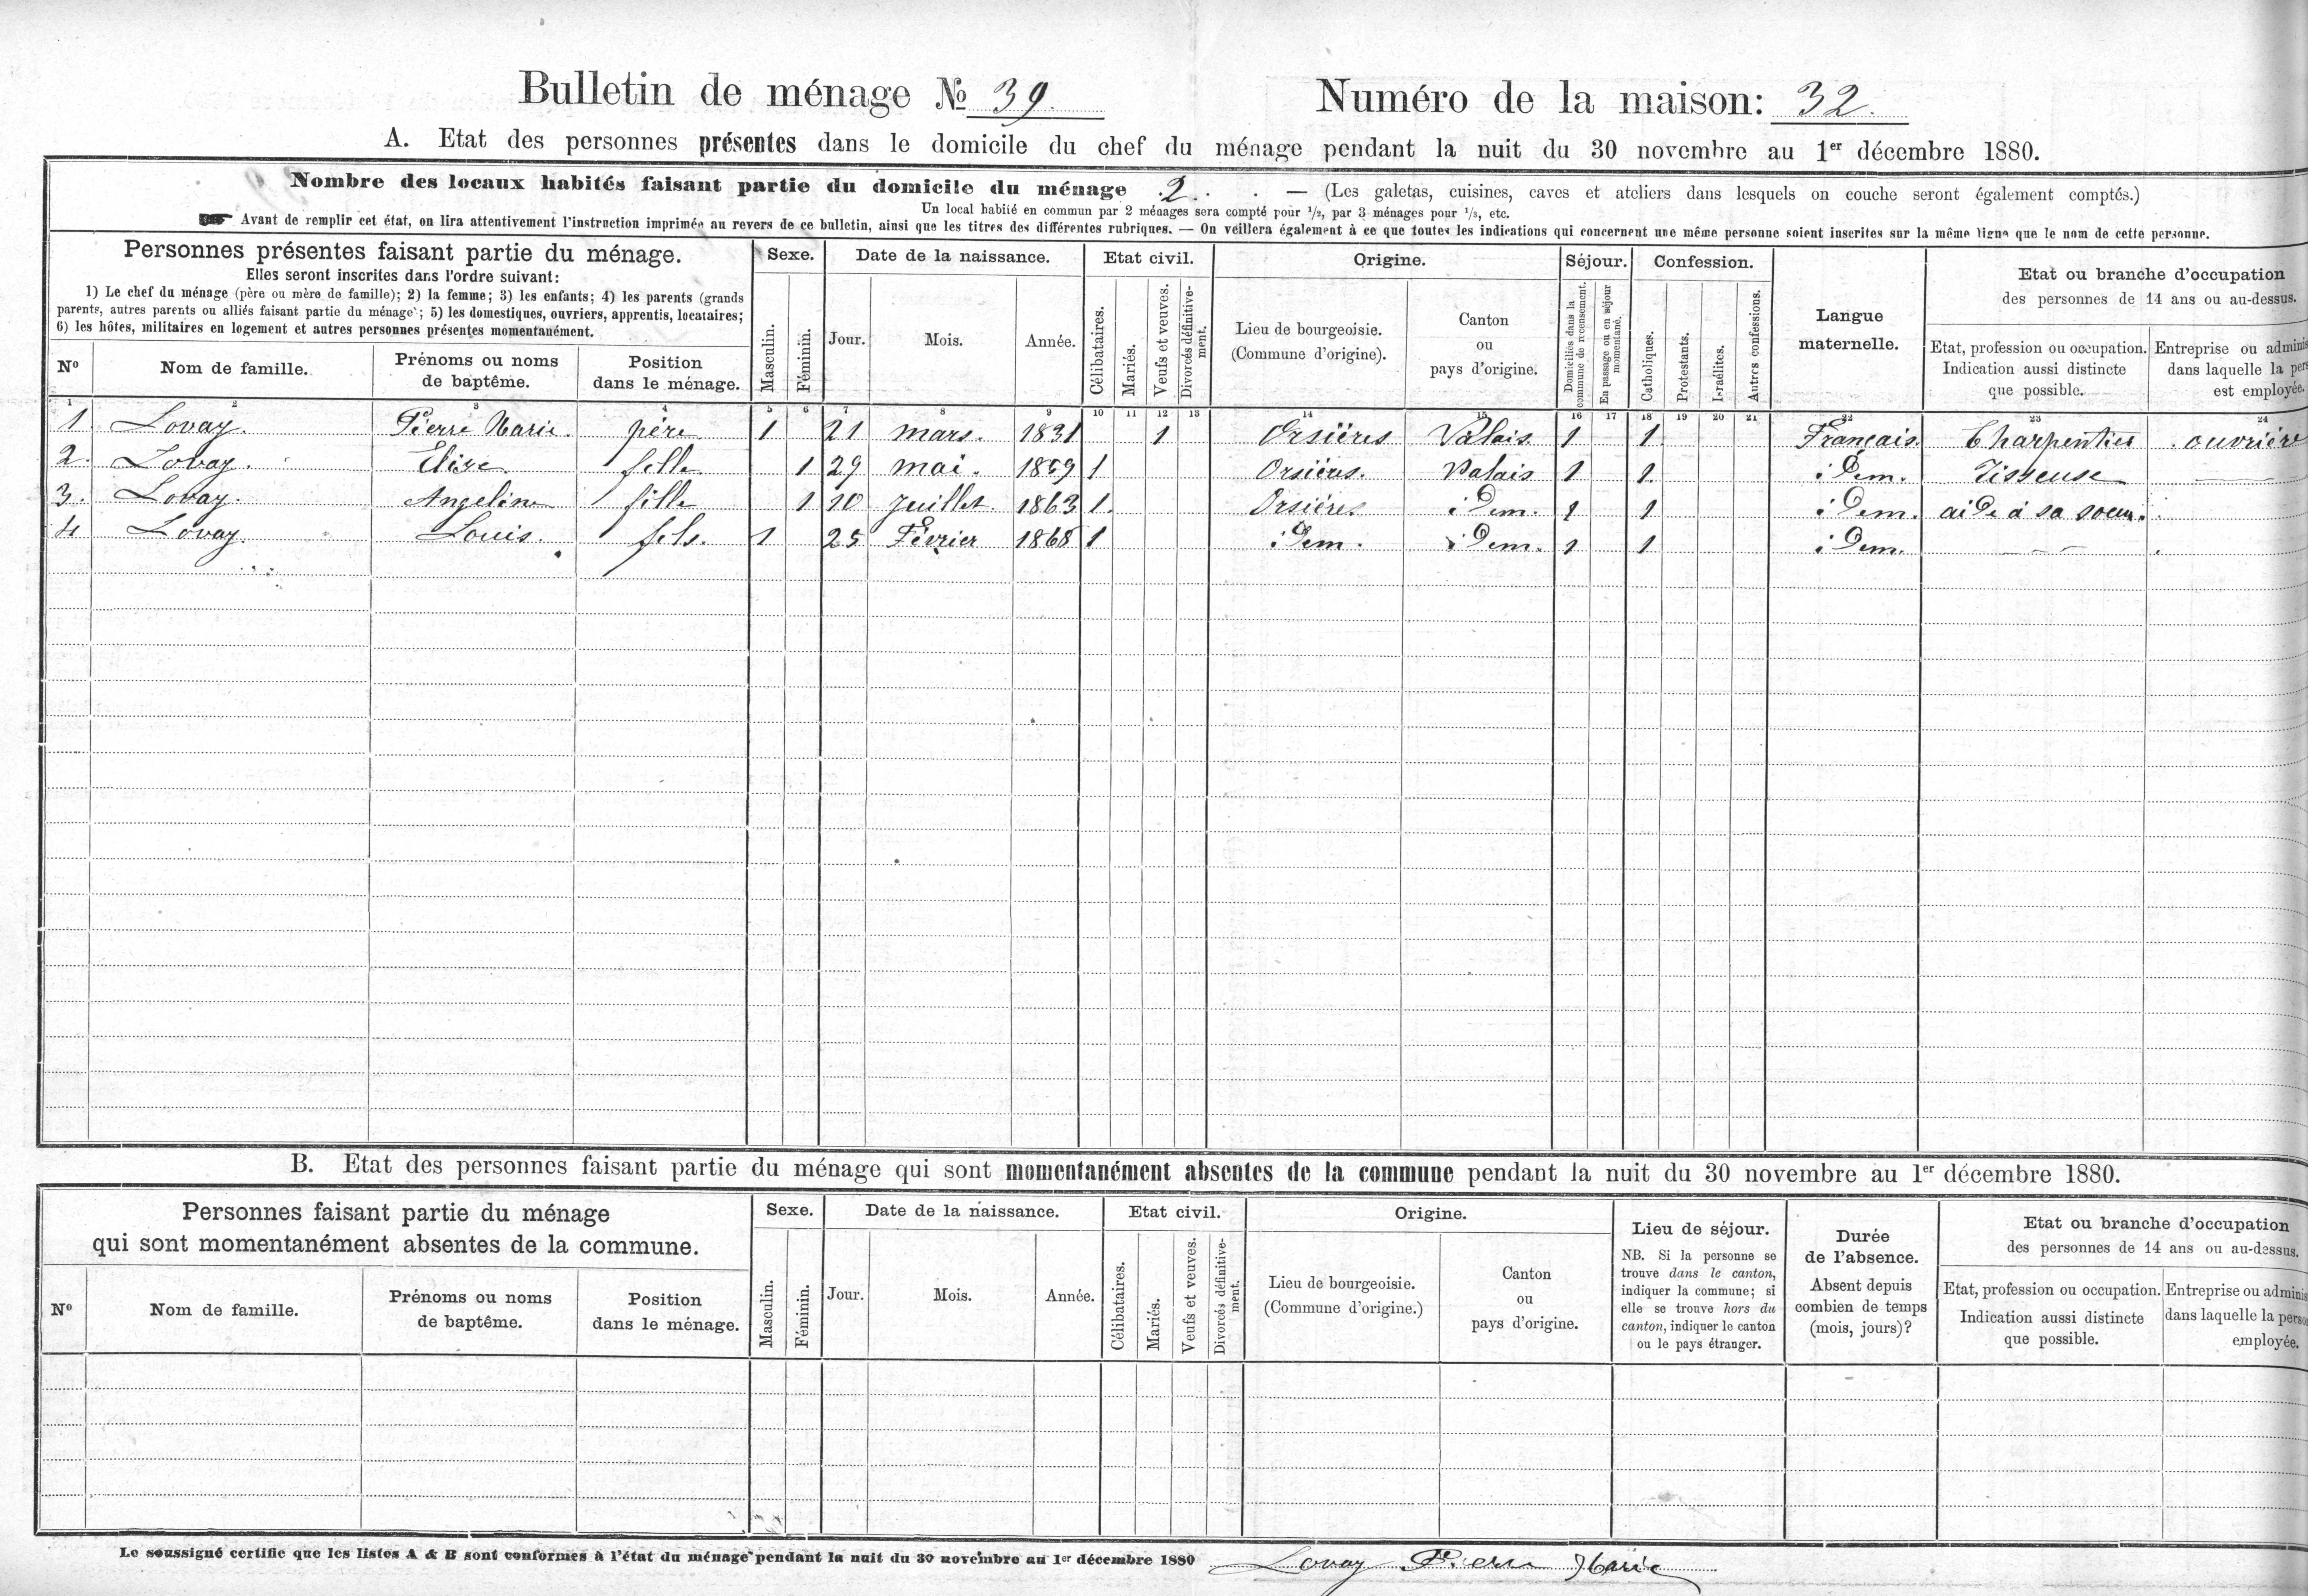 Bulletin de ménage № 39.
Numéro de la maison: 32.
A. Etat des personnes présentes dans le domicile du chef du ménage pendant la nuit du 30 novembre au 1er décembre 1880.
Nombre des locaux habités faisant partie du domicile du ménage 2. . — (Les galetas, cuisines, caves et ateliers dans lesquels on couche seront également comptés.)
Un local habité en commun par 2 ménages sera compté pour 1/2, par 3 ménages pour 1/3, etc.
Avant de remplir cet état, on lira attentivement l'instruction imprimée au revers de ce bulletin, ainsi que les titres des différentes rubriques. — On veillera également à ce que toutes les indications qui concernent une même personne soient inscrites sur la même ligne que le nom de cette personne.
Personnes présentes faisant partie du ménage.
Elles seront inscrites dans l'ordre suivant:
1) Le chef du ménage (père ou mère de famille); 2) la femme; 3) les enfants; 4) les parents (grands
parents, autres parents ou alliés faisant partie du ménage; 5) les domestiques, ouvriers, apprentis, locataires;
6) les hôtes, militaires en logement et autres personnes présentes momentanément.
Nº
Nom de famille.
Prénoms ou noms
de baptême.
Position
dans le ménage.
Sexe.
Masculin.
Féminin.
Date de la naissance.
Jour.
Mois.
Année.
Etat civil.
Célibataires.
Mariés.
Veufs et veuves.
Divorcés définitive-
ment.
Origine.
Lieu de bourgeoisie.
(Commune d'origine).
Canton
ou
pays d'origine.
Séjour.
Domiciliés dans la
commune de recensement.
En passage ou en séjour
momentané.
Confession.
Catholiques.
Protestants.
Israélites.
Autres confessions.
Langue
maternelle.
Etat ou branche d'occupation
des personnes de 14 ans ou au-dessus.
Etat, profession ou occupation.
Indication aussi distincte
que possible.
Entreprise ou adminis
dans laquelle la pers
est employée.
1 2 3 4 5 6 7 8 9 10 11 12 13 14 15 16 17 18 19 20 21 22 23 24
1 Lovay. Pierre Marie. père 1 21 mars. 1831 1 Orsières Valais 1 1 Français. Charpentier ouvrière
2. Lovay. Elise fille 1 29 mai. 1859 1 Orsières. Valais 1 1. iDem. Tisseuse
3. Lovay. Angeline fille 1 10 Juillet. 1863 1. Orsières iDem. 1 1 iDem. aide à sa soeur.
4 Lovay. Louis. fils. 1 25 Février 1868 1 iDem. iDem. 1 1 iDem.
B. Etat des personnes faisant partie du ménage qui sont momentanément absentes de la commune pendant la nuit du 30 novembre au 1er décembre 1880.
Personnes faisant partie du ménage
qui sont momentanément absentes de la commune.
Nº
Nom de famille.
Prénoms ou noms
de baptême.
Position
dans le ménage.
Sexe.
Masculin.
Féminin.
Date de la naissance.
Jour.
Mois.
Année.
Etat civil.
Célibataires.
Mariés.
Veufs et veuves.
Divorcés définitive-
ment.
Origine.
Lieu de bourgeoisie.
(Commune d'origine.)
Canton
ou
pays d'origine.
Lieu de séjour.
NB. Si la personne se
trouve dans le canton,
indiquer la commune; si
elle se trouve hors du
canton, indiquer le canton
ou le pays étranger.
Durée
de l'absence.
Absent depuis
combien de temps
(mois, jours)?
Etat ou branche d'occupation
des personnes de 14 ans ou au-dessus.
Etat, profession ou occupation.
Indication aussi distincte
que possible.
Entreprise ou adminis
dans laquelle la perso
employée.
Le soussigné certifie que les listes A & B sont conformes à l'état du ménage pendant la nuit du 30 novembre au 1er décembre 1880 Lovay Pierre Marie